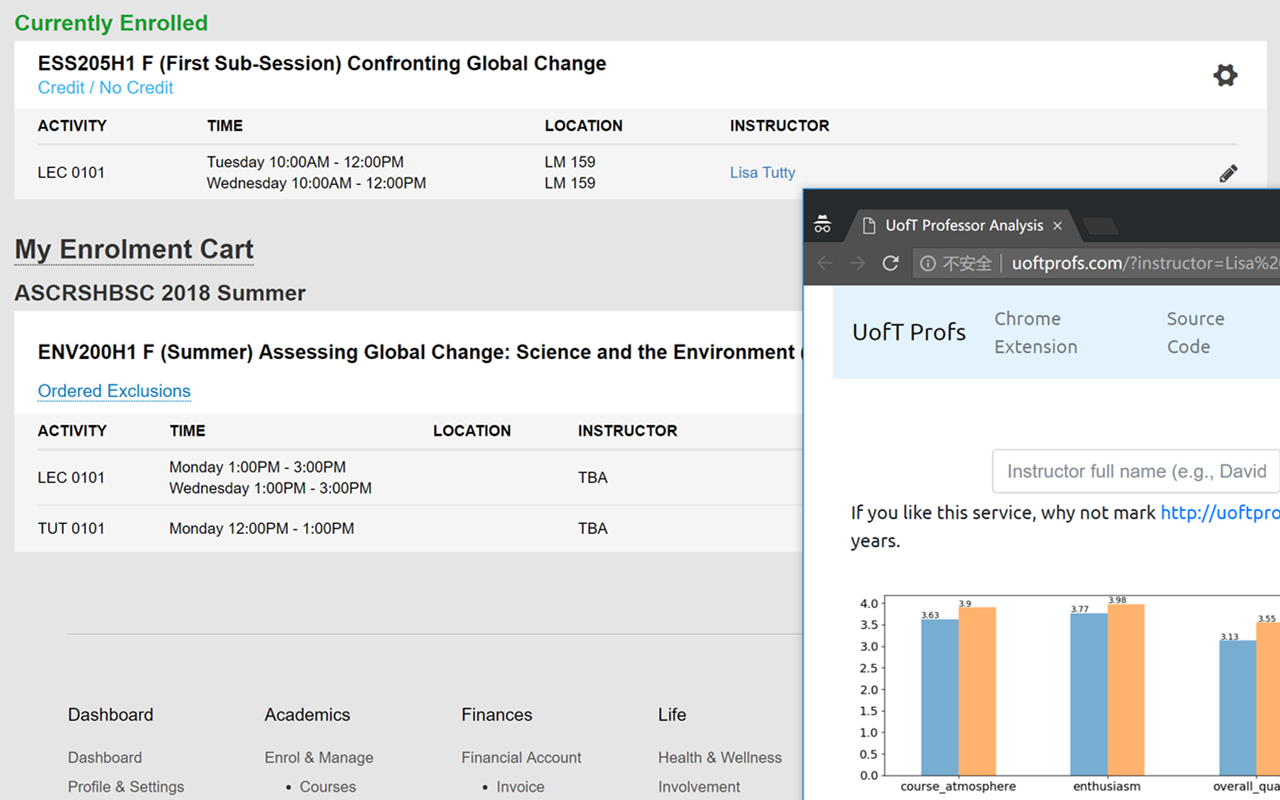 Currently Enrolled
ESS205H1 F (First Sub-Session) Confronting Global Change
Credit / No Credit
ACTIVITY TIME LOCATION INSTRUCTOR
LEC 0101 Tuesday 10:00AM - 12:00PM LM 159 Lisa Tutty
Wednesday 10:00AM - 12:00PM LM 159
My Enrolment Cart
ASCRSHBSC 2018 Summer
ENV200H1 F (Summer) Assessing Global Change: Science and the Environment (
Ordered Exclusions
ACTIVITY TIME LOCATION INSTRUCTOR
LEC 0101 Monday 1:00PM - 3:00PM TBA
Wednesday 1:00PM - 3:00PM
TUT 0101 Monday 12:00PM - 1:00PM TBA
Dashboard Academics Finances Life
Dashboard Enrol & Manage Financial Account Health & Wellness
Profile & Settings • Courses • Invoice Involvement
UofT Professor Analysis ×
不安全 | uoftprofs.com/?instructor=Lisa%20
UofT Profs
Chrome Extension
Source Code
Instructor full name (e.g., David
If you like this service, why not mark http://uoftpro
years.
4.0
3.5
3.0
2.5
2.0
1.5
1.0
0.5
0.0
3.63 3.9 3.77 3.98 3.13 3.55
course_atmosphere enthusiasm overall_qua